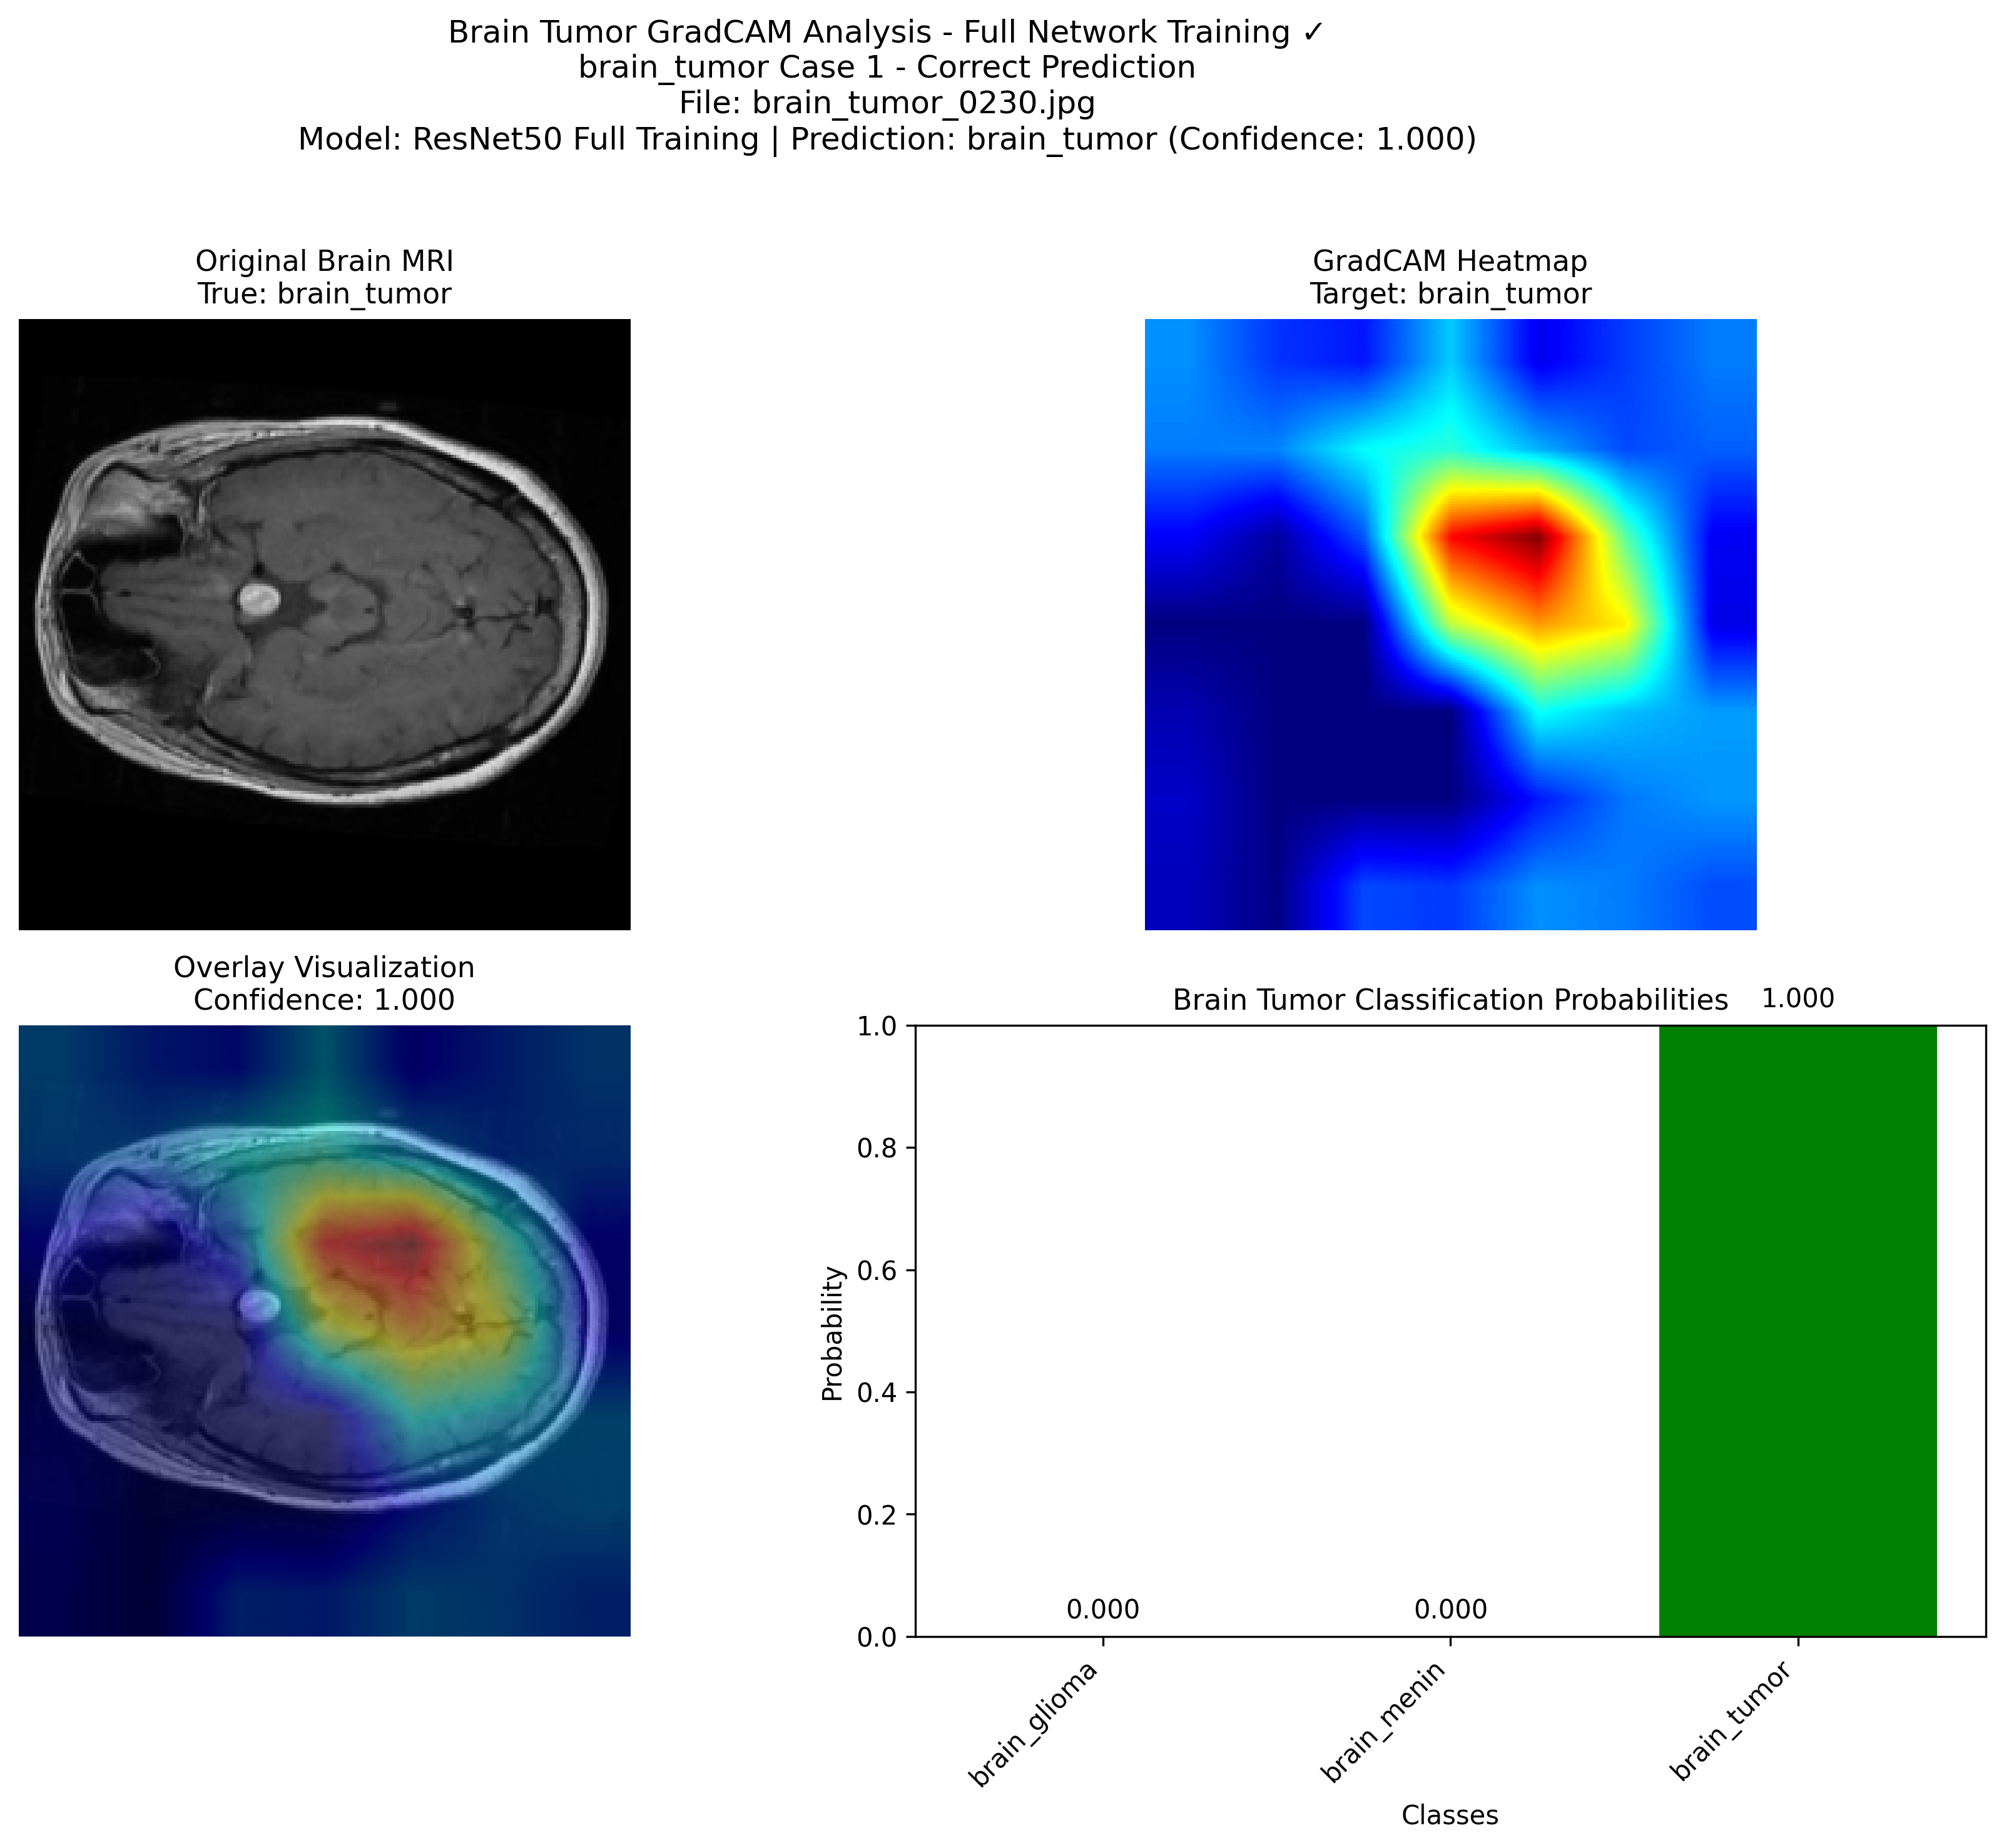 Brain Tumor GradCAM Analysis - Full Network Training ✓
brain_tumor Case 1 - Correct Prediction
File: brain_tumor_0230.jpg
Model: ResNet50 Full Training | Prediction: brain_tumor (Confidence: 1.000)
Original Brain MRI
True: brain_tumor
GradCAM Heatmap
Target: brain_tumor
Overlay Visualization
Confidence: 1.000
Brain Tumor Classification Probabilities
1.000
1.0
0.8
0.6
0.4
0.2
0.0
Probability
0.000
0.000
brain_glioma
brain_menin
brain_tumor
Classes